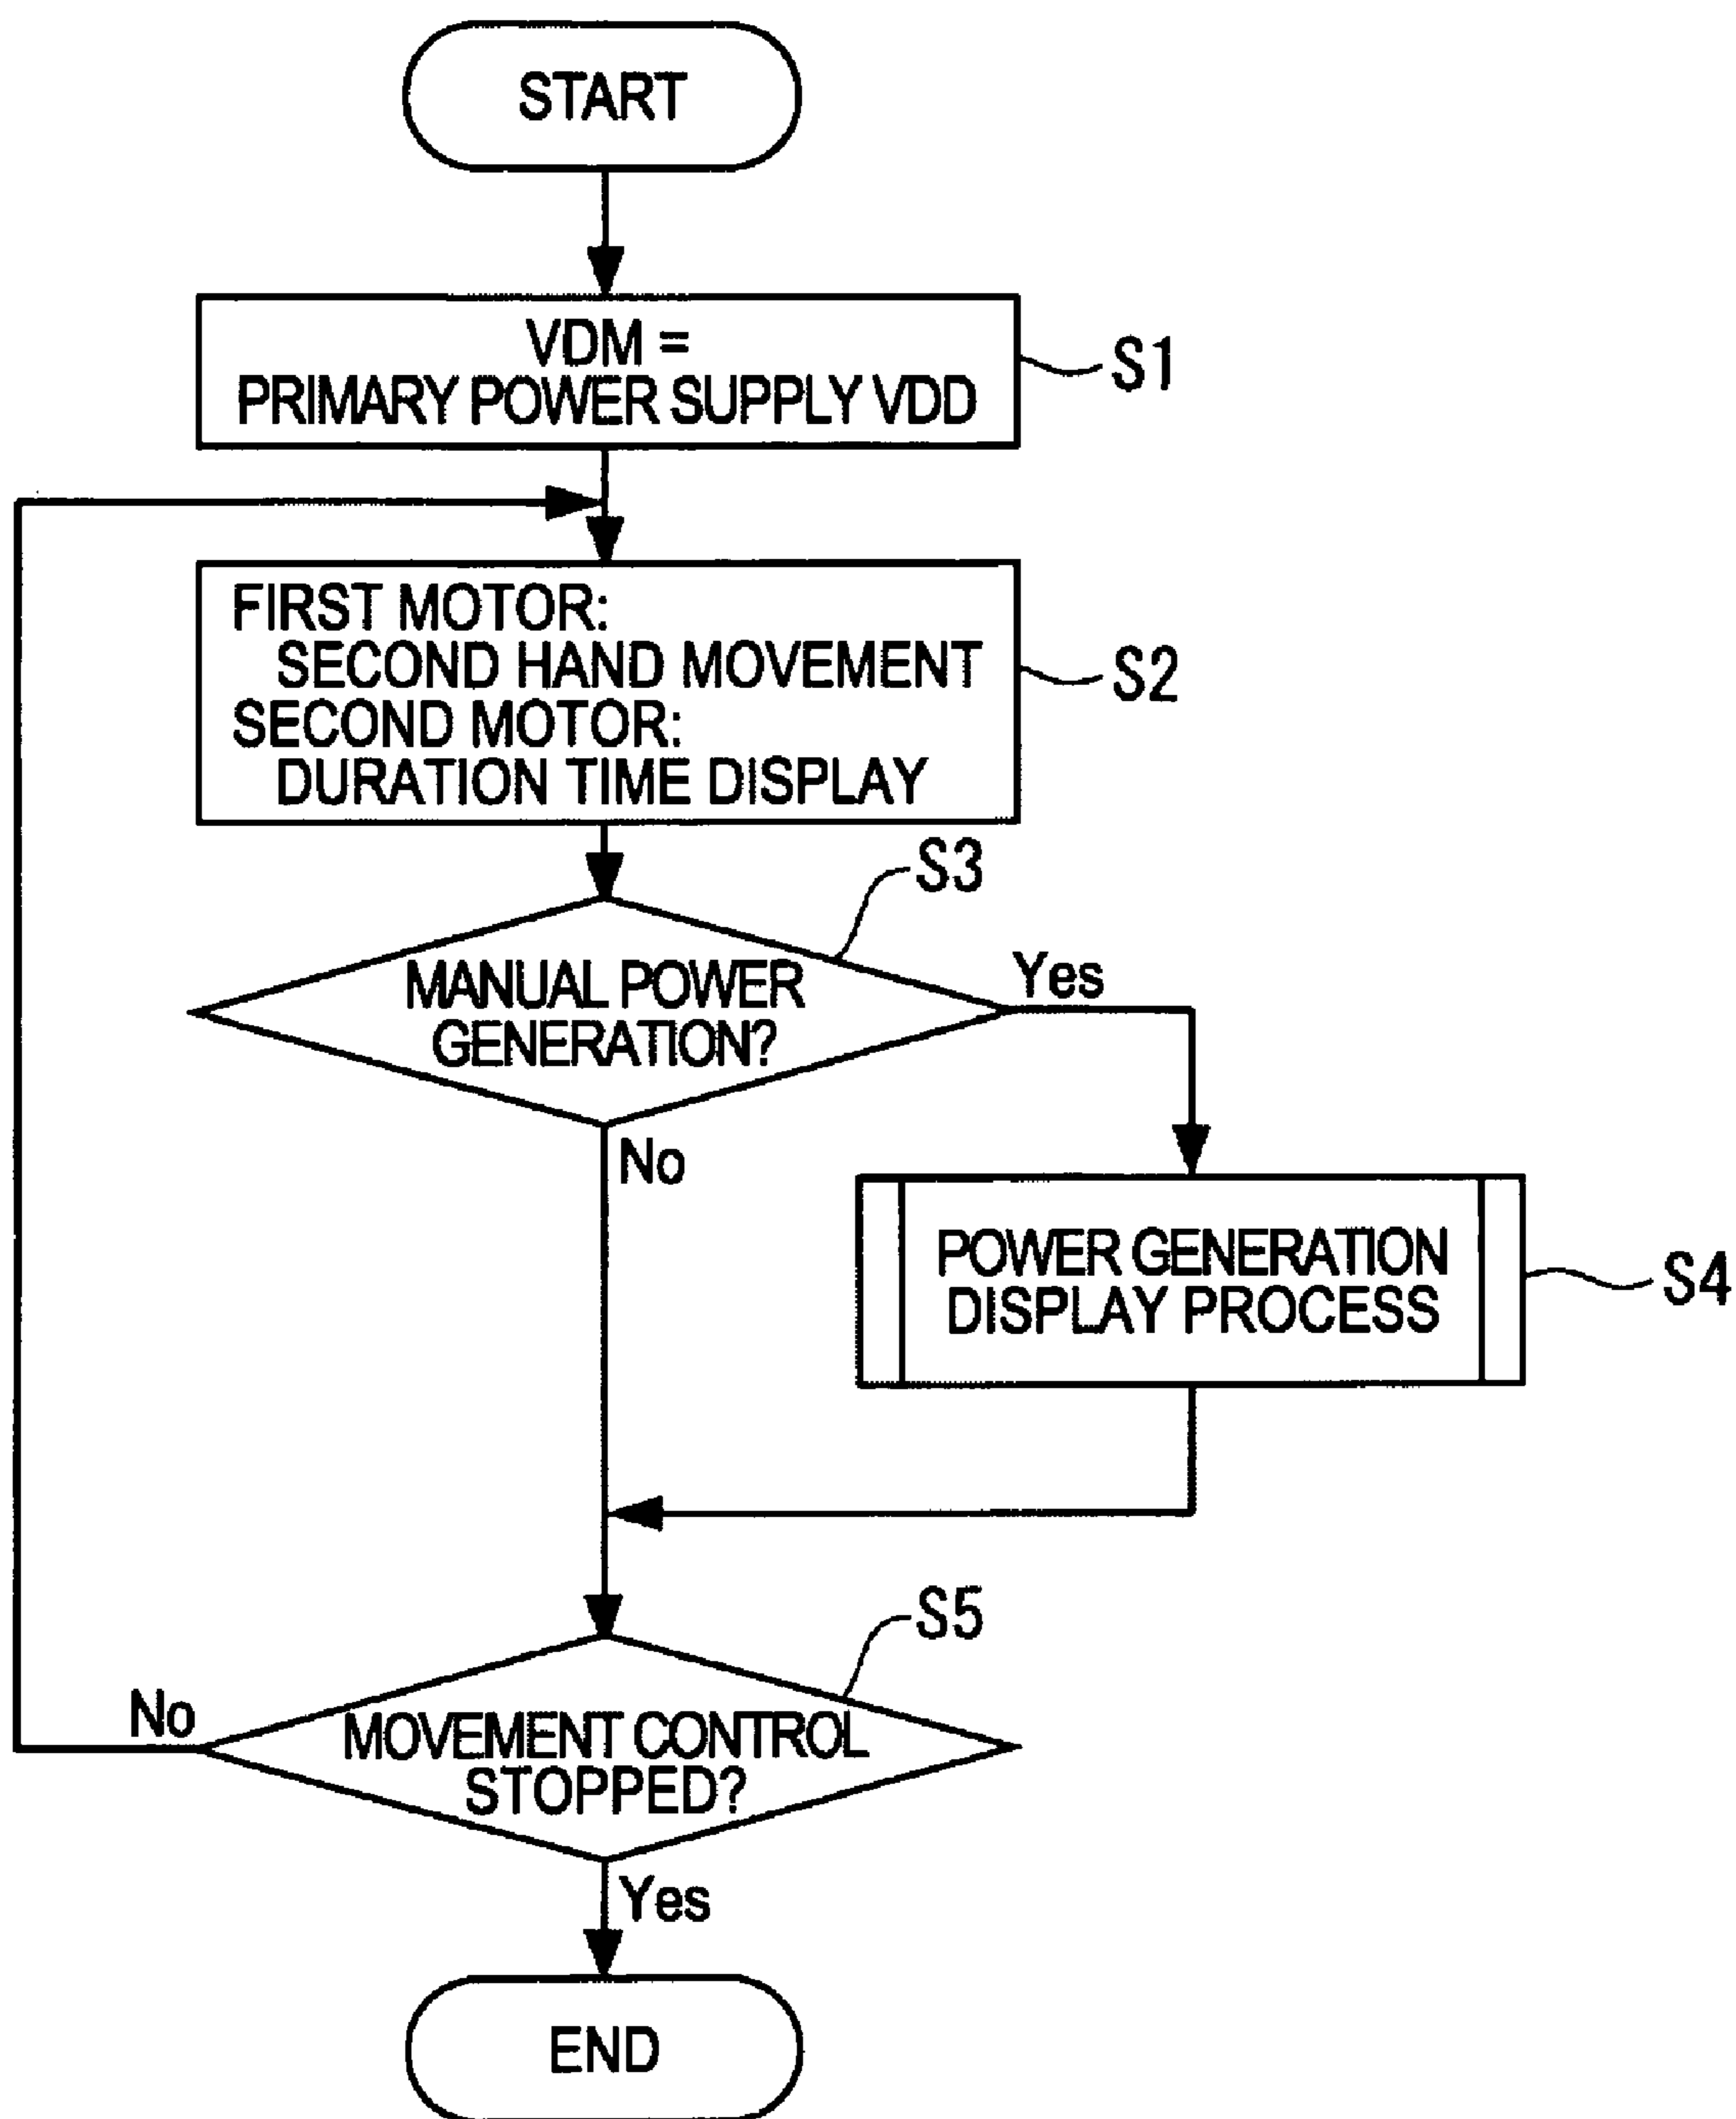 START
VDM =
PRIMARY POWER SUPPLY VDD
S1
FIRST MOTOR:
SECOND HAND MOVEMENT
SECOND MOTOR:
DURATION TIME DISPLAY
S2
S3
MANUAL POWER
GENERATION?
Yes
No
POWER GENERATION
DISPLAY PROCESS
S4
S5
No
MOVEMENT CONTROL
STOPPED?
Yes
END